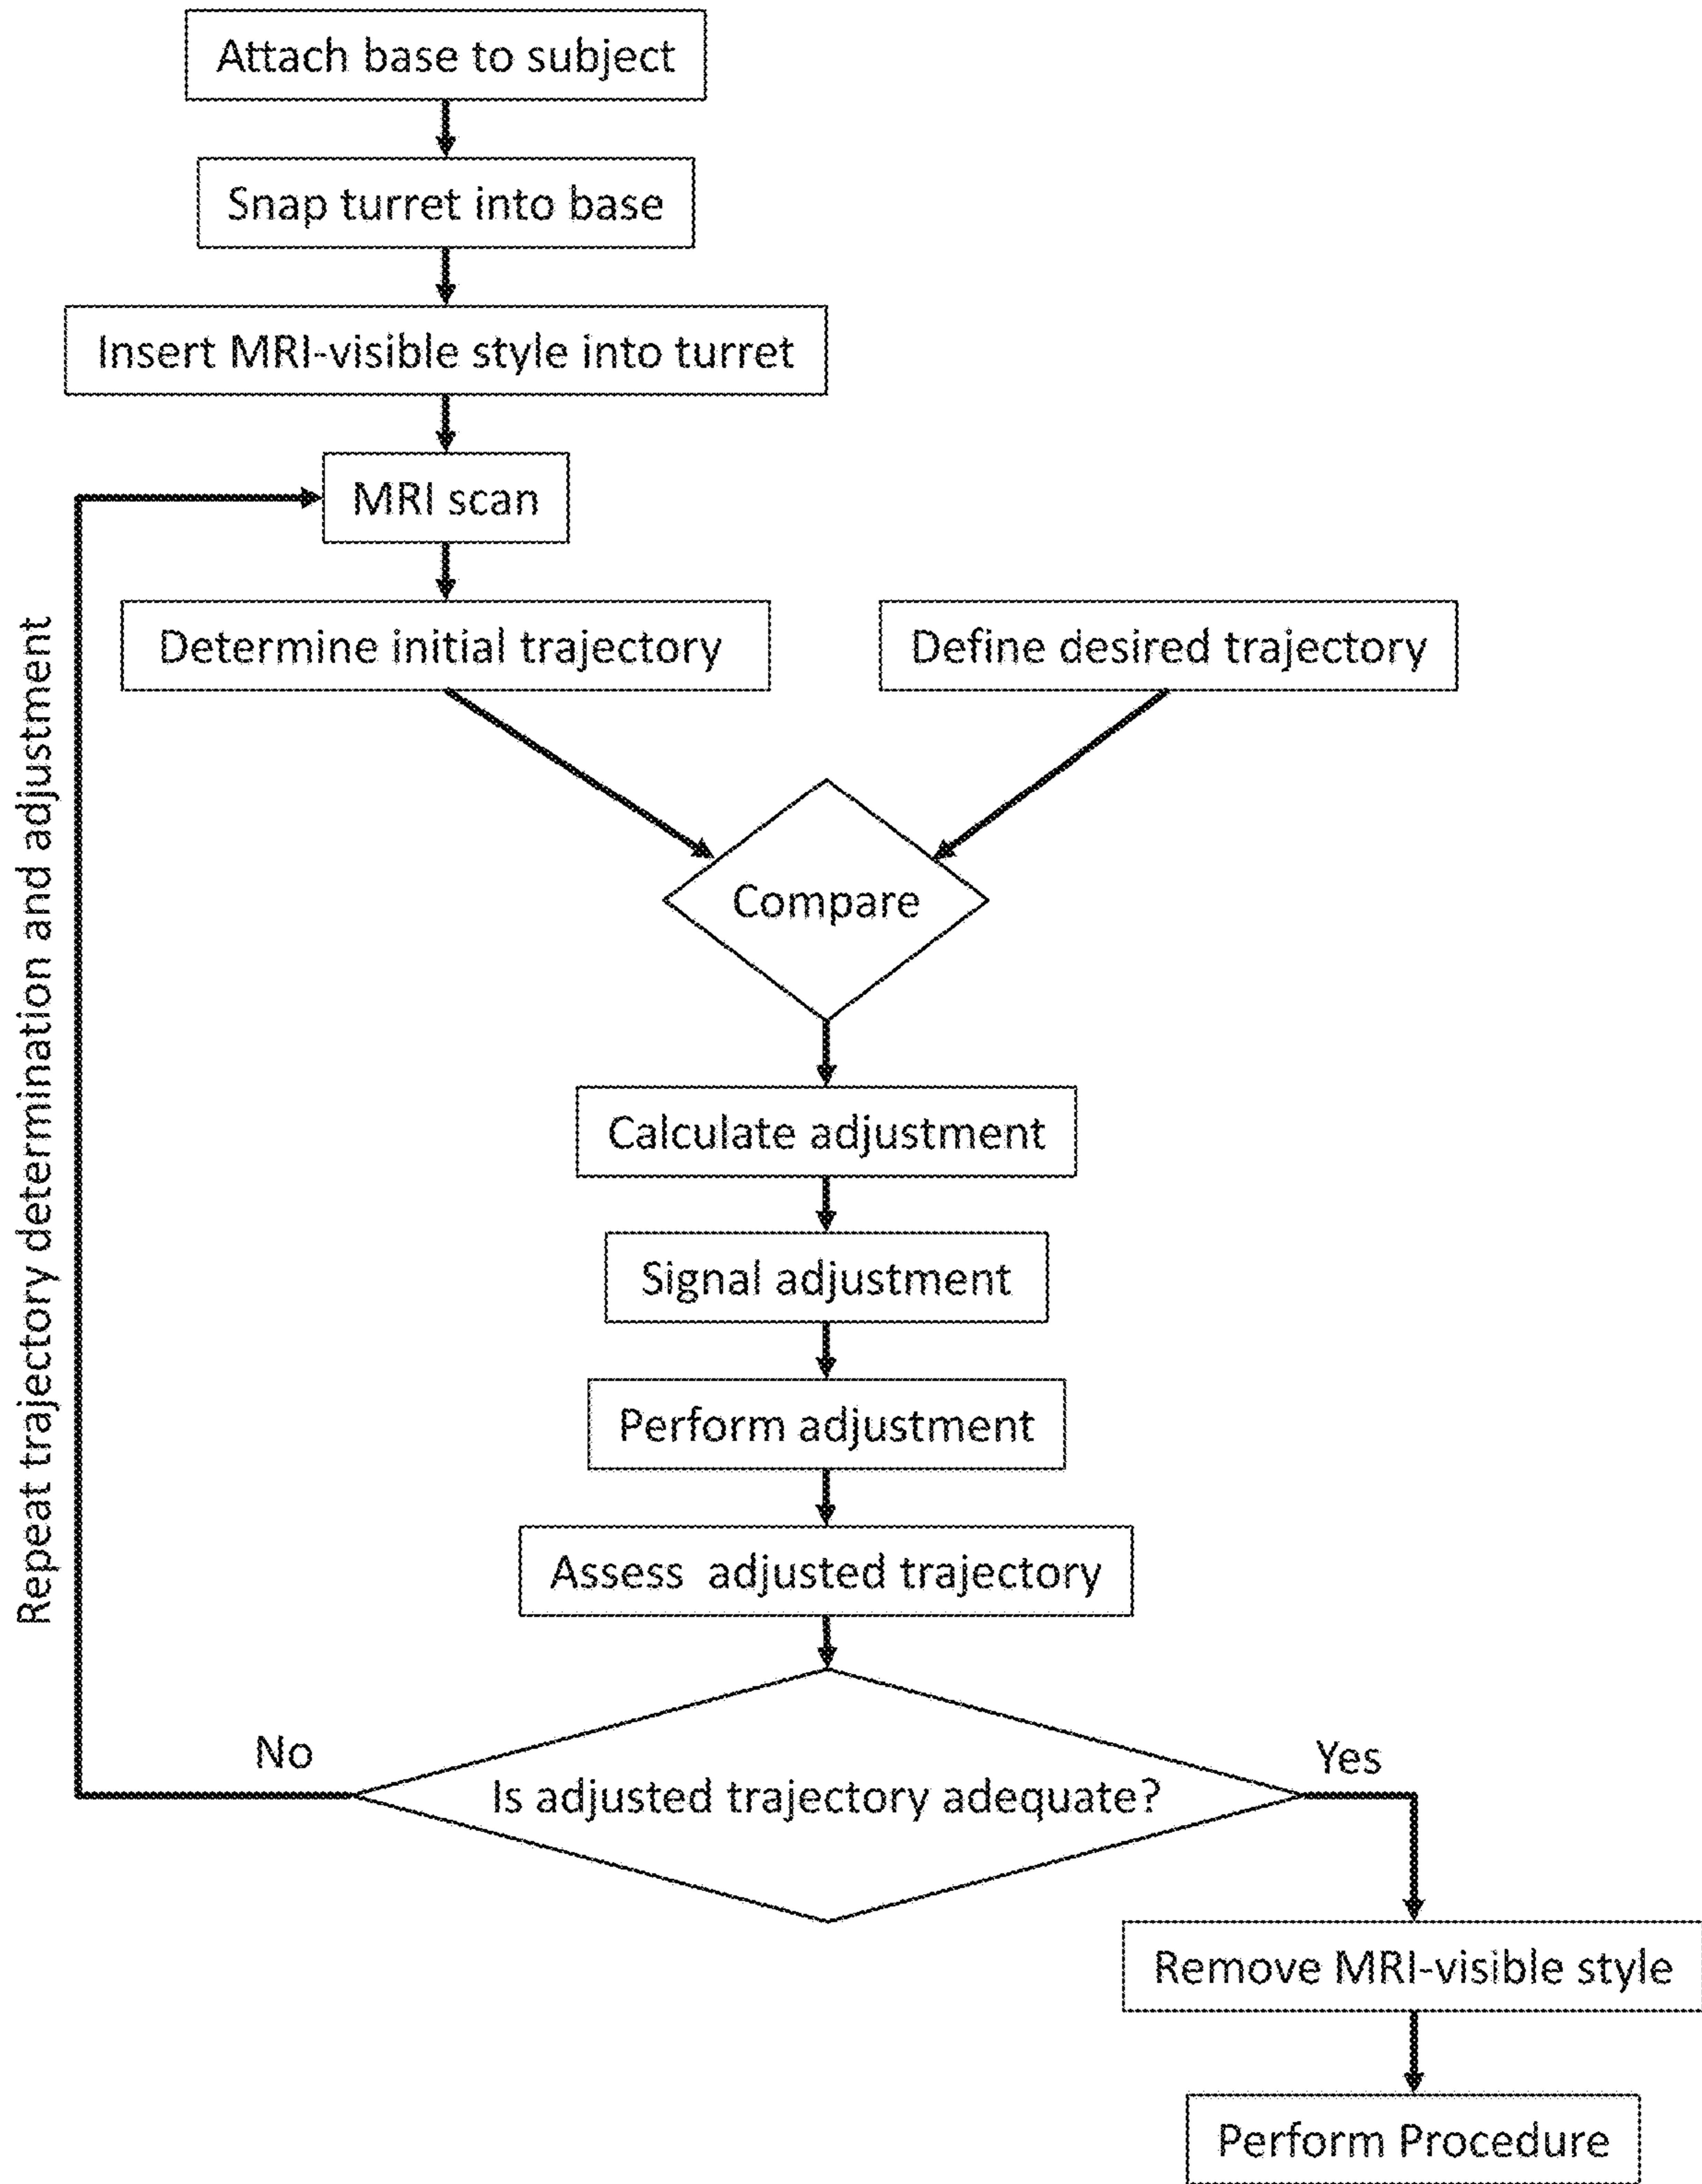 Attach base to subject
Snap turret into base
Insert MRI-visible style into turret
MRI scan
Determine initial trajectory
Define desired trajectory
Compare
Calculate adjustment
Signal adjustment
Perform adjustment
Assess adjusted trajectory
Is adjusted trajectory adequate?
No
Yes
Repeat trajectory determination and adjustment
Remove MRI-visible style
Perform Procedure